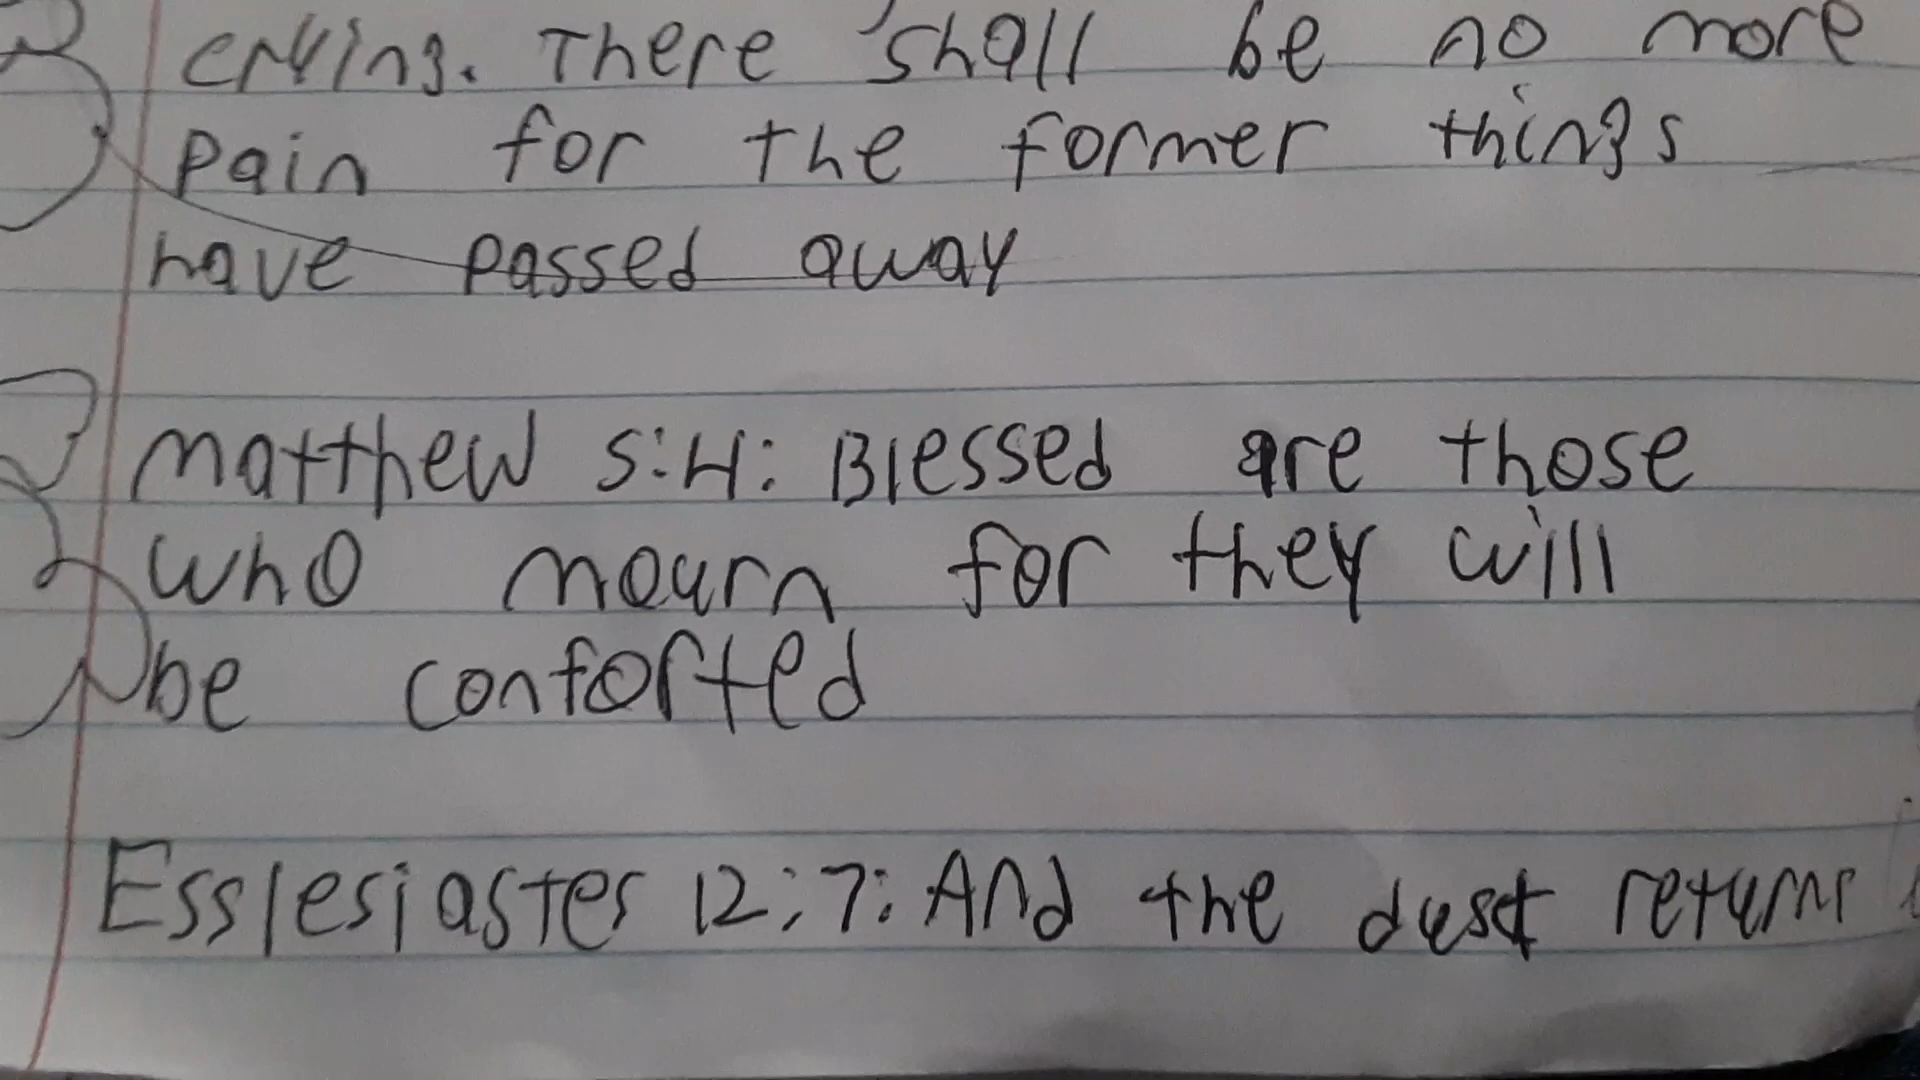 crying. There shall be no more
pain for the former things
have passed away
Matthew 5:4: Blessed are those
who mourn for they will
be conforted
Esslesiaster 12:7: And the dust returns